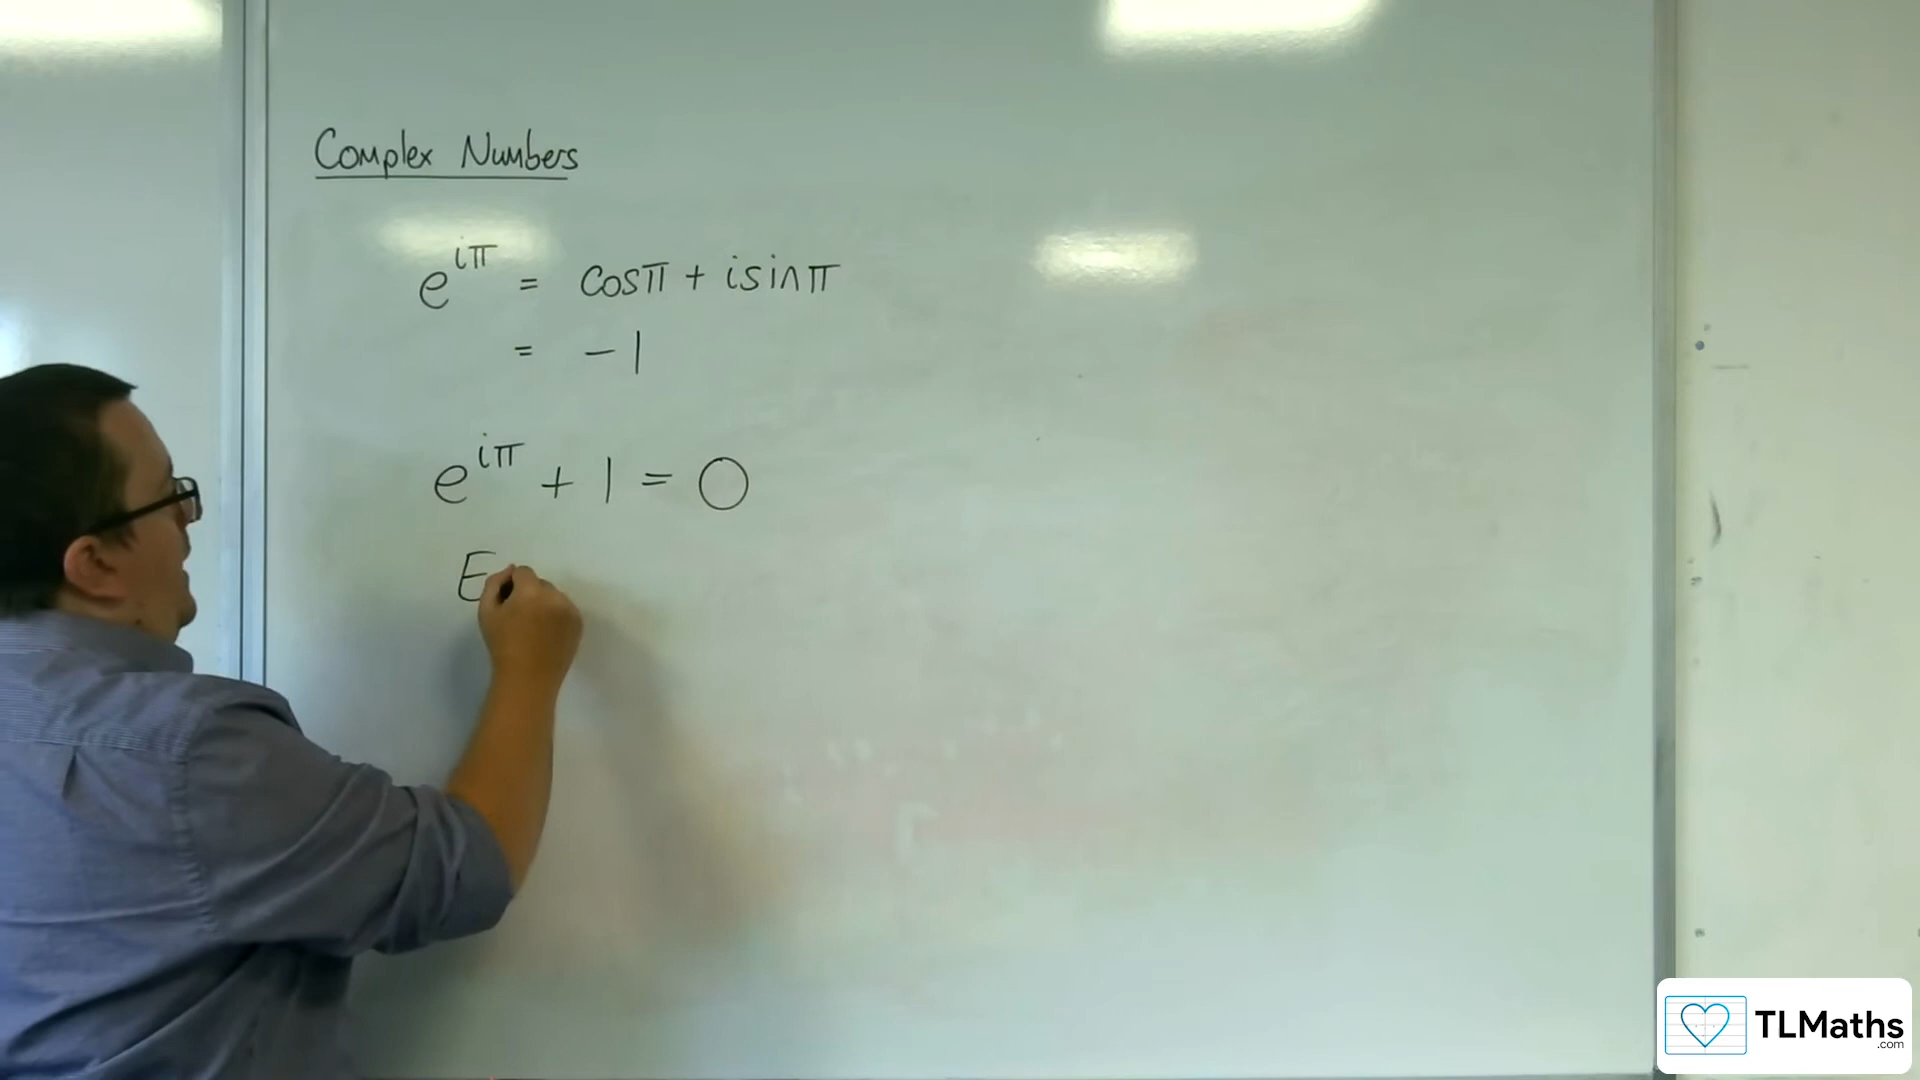 Complex Numbers
e^{iπ} = cosπ + isinπ
= -1
e^{iπ} + 1 = 0
E
TLMaths
.com